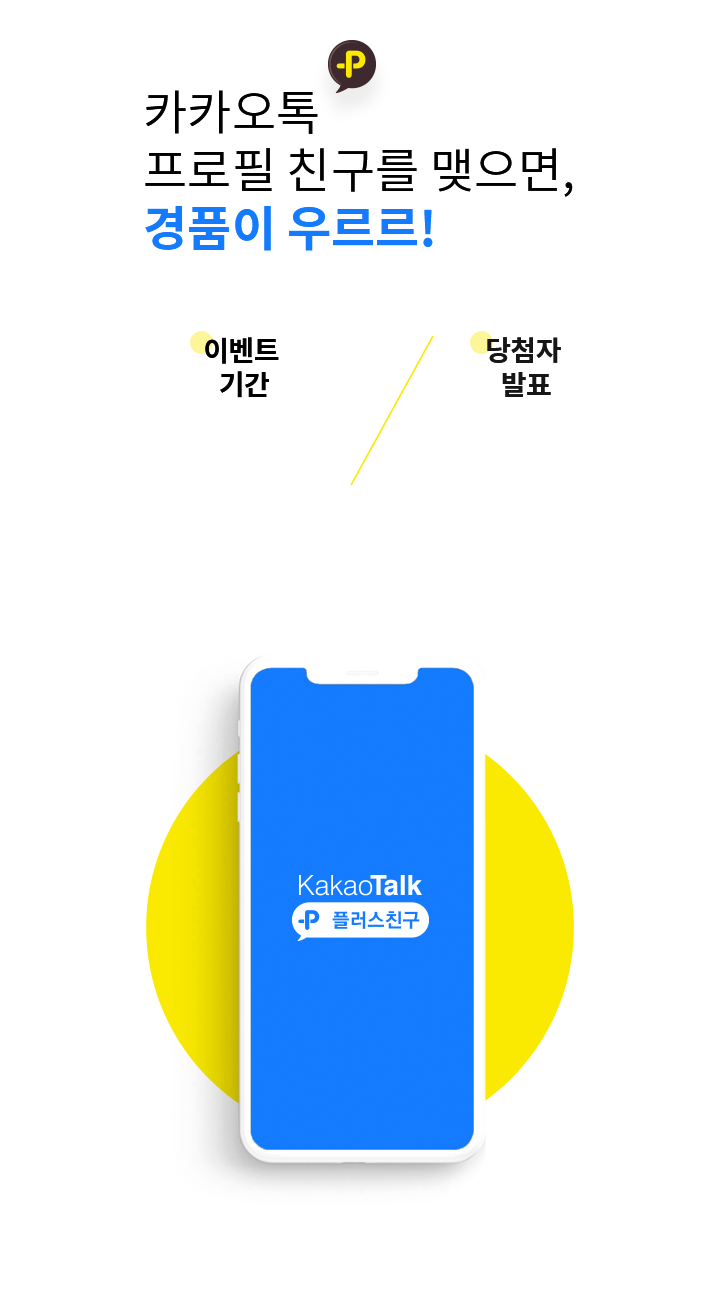 카카오톡
프로필 친구를 맺으면,
경품이 우르르!
이벤트
기간
당첨자
발표
KakaoTalk
P 플러스친구